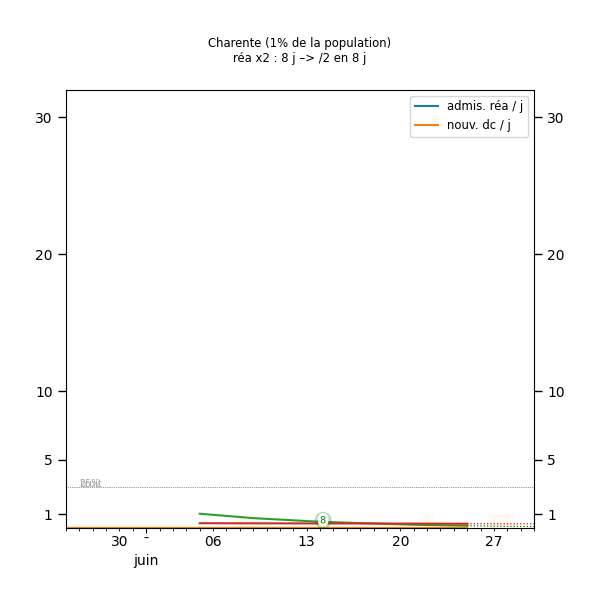 Charente (1% de la population)
réa x2 : 8 j –> /2 en 8 j
admis. réa / j
nouv. dc / j
30 30
20 20
10 10
5 5
1 1
8
30 - 06 13 20 27
juin